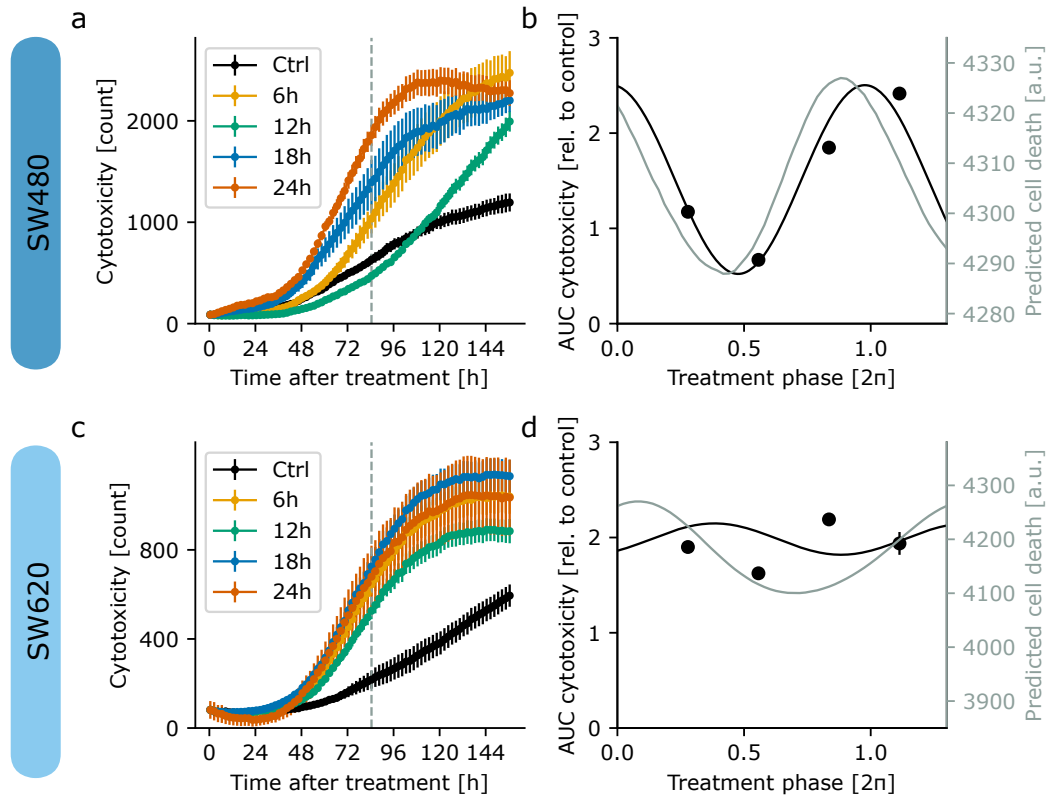 SW480
a
Cytotoxicity [count]
2000
1000
0
Ctrl
6h
12h
18h
24h
0 24 48 72 96 120 144
Time after treatment [h]
b
AUC cytotoxicity [rel. to control]
3
2
1
0
0.0 0.5 1.0
Treatment phase [2π]
4330
4320
4310
4300
4290
4280
Predicted cell death [a.u.]
SW620
c
Cytotoxicity [count]
800
400
0
Ctrl
6h
12h
18h
24h
0 24 48 72 96 120 144
Time after treatment [h]
d
AUC cytotoxicity [rel. to control]
3
2
1
0
0.0 0.5 1.0
Treatment phase [2π]
4300
4200
4100
4000
3900
Predicted cell death [a.u.]